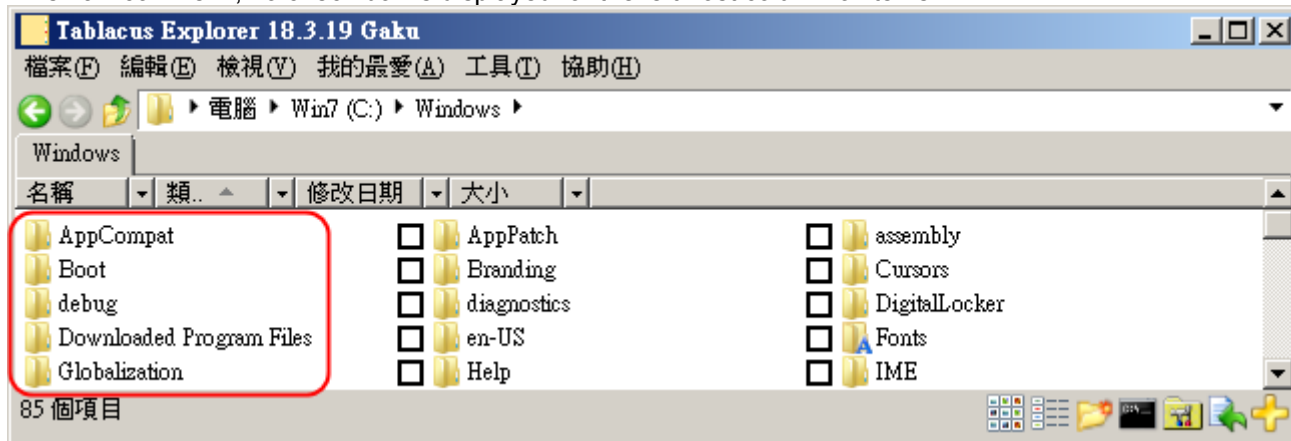 Tablacus Explorer 18.3.19 Gaku
檔案(F) 編輯(E) 檢視(V) 我的最愛(A) 工具(T) 協助(H)
電腦 Win7 (C:) Windows
Windows
名稱 類.. 修改日期 大小
AppCompat AppPatch assembly
Boot Branding Cursors
debug diagnostics DigitalLocker
Downloaded Program Files en-US Fonts
Globalization Help IME
85 個項目